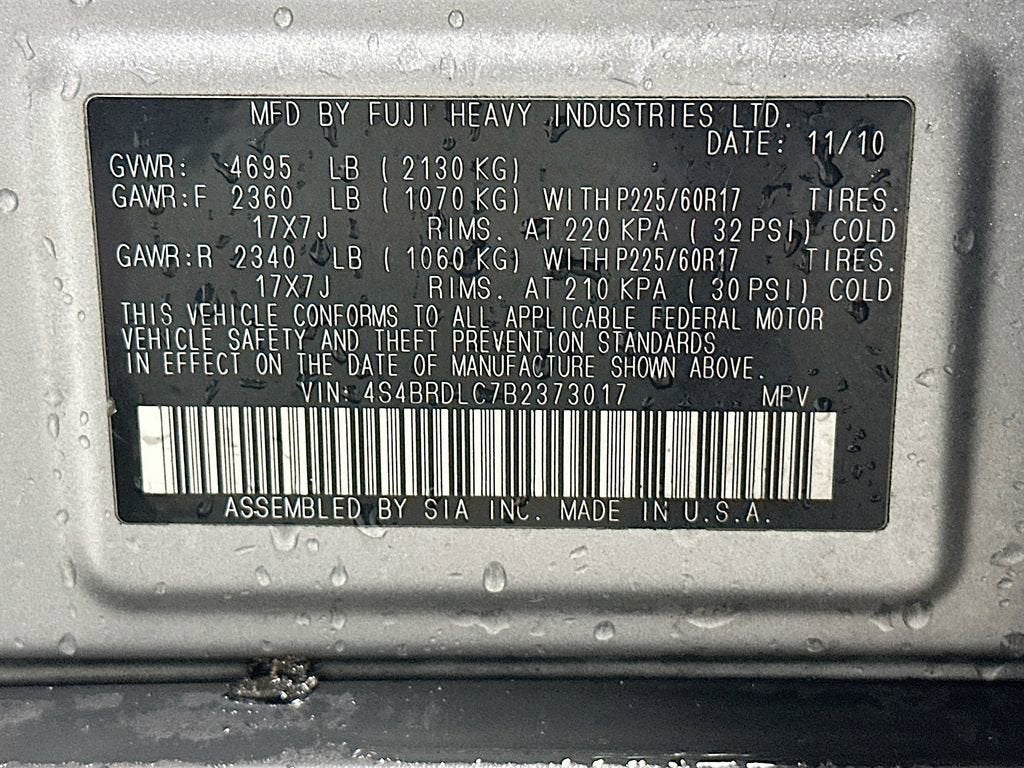 MFD BY FUJI HEAVY INDUSTRIES LTD.
DATE: 11/10
GVWR: 4695 LB ( 2130 KG)
GAWR:F 2360 LB ( 1070 KG) WITH P225/60R17 TIRES.
17X7J RIMS. AT 220 KPA ( 32 PSI) COLD
GAWR:R 2340 LB ( 1060 KG) WITH P225/60R17 TIRES.
17X7J RIMS. AT 210 KPA ( 30 PSI) COLD
THIS VEHICLE CONFORMS TO ALL APPLICABLE FEDERAL MOTOR
VEHICLE SAFETY AND THEFT PREVENTION STANDARDS
IN EFFECT ON THE DATE OF MANUFACTURE SHOWN ABOVE.
VIN: 4S4BRDLC7B2373017 MPV
ASSEMBLED BY SIA INC. MADE IN U.S.A.